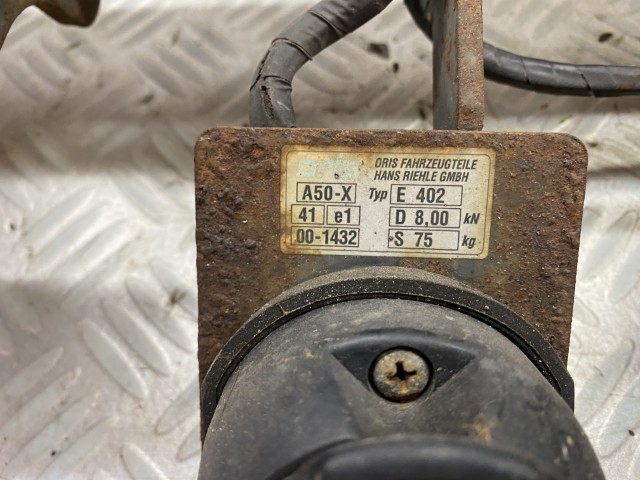 ORIS FAHRZEUGTEILE
HANS RIEHLE GMBH
A50-X Typ E 402
41 e1 D 8,00 kN
00-1432 S 75 kg